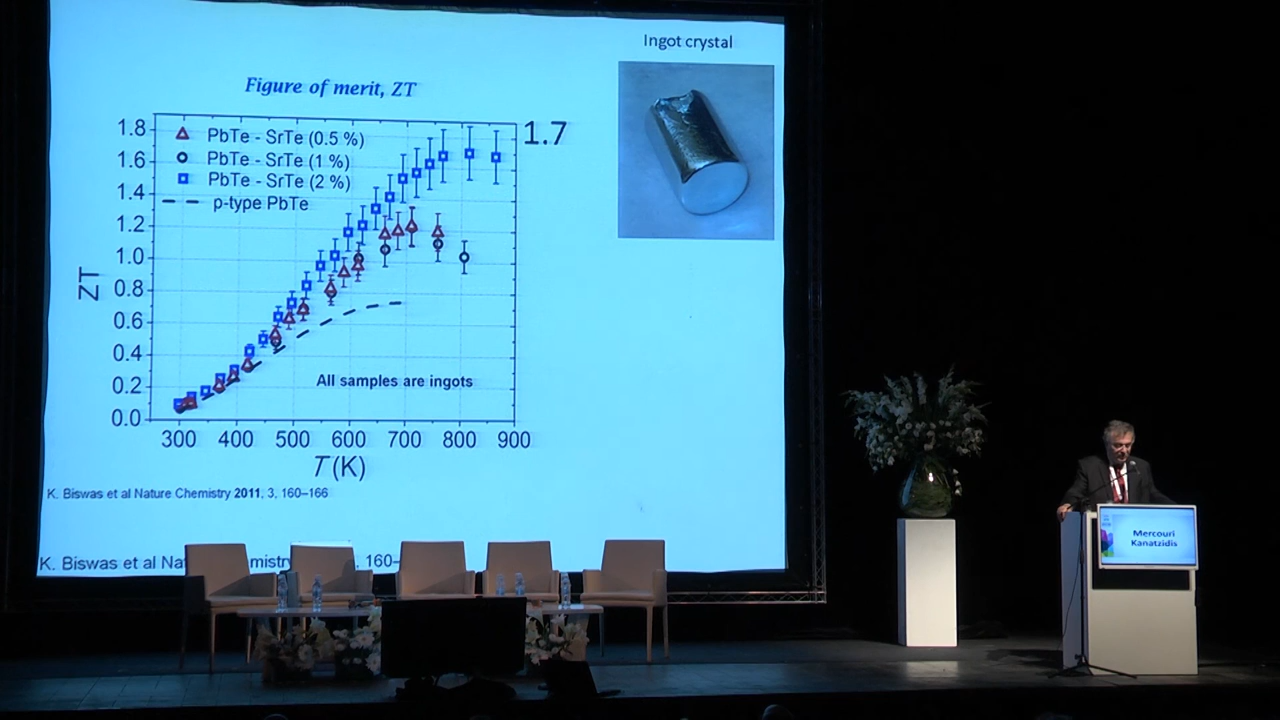 Ingot crystal
Figure of merit, ZT
1.7
PbTe - SrTe (0.5 %)
PbTe - SrTe (1 %)
PbTe - SrTe (2 %)
p-type PbTe
1.8
1.6
1.4
1.2
1.0
0.8
0.6
0.4
0.2
0.0
ZT
All samples are ingots
300 400 500 600 700 800 900
T (K)
K. Biswas et al Nature Chemistry 2011, 3, 160–166
K. Biswas et al Na mistry , 160–
Mercouri
Kanatzidis